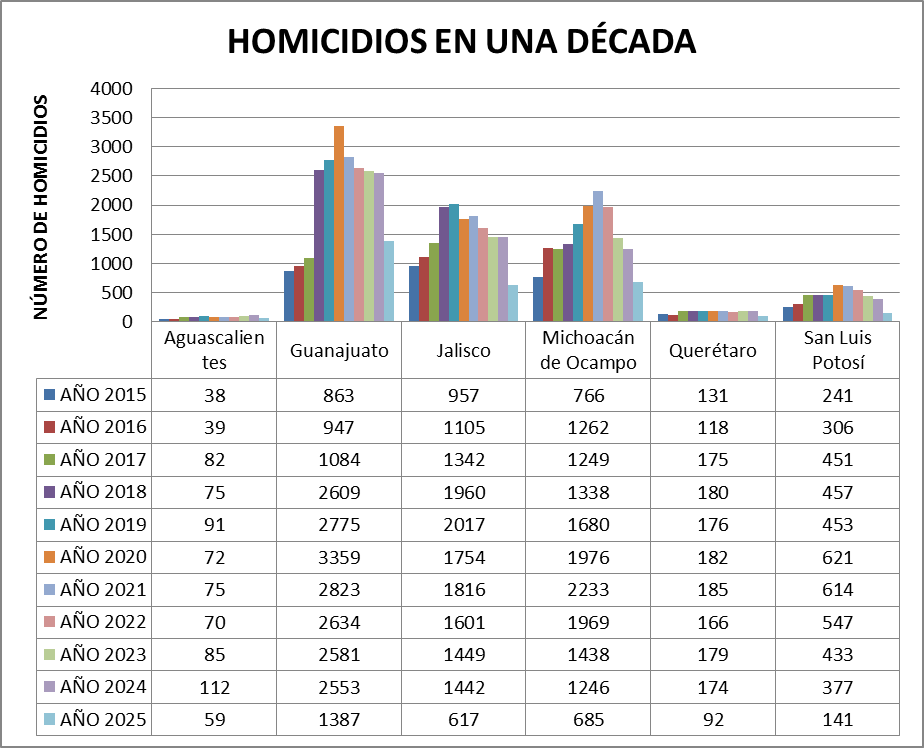 HOMICIDIOS EN UNA DÉCADA
NÚMERO DE HOMICIDIOS
4000
3500
3000
2500
2000
1500
1000
500
0
Aguascalien
tes
Guanajuato
Jalisco
Michoacán
de Ocampo
Querétaro
San Luis
Potosí
AÑO 2015 38 863 957 766 131 241
AÑO 2016 39 947 1105 1262 118 306
AÑO 2017 82 1084 1342 1249 175 451
AÑO 2018 75 2609 1960 1338 180 457
AÑO 2019 91 2775 2017 1680 176 453
AÑO 2020 72 3359 1754 1976 182 621
AÑO 2021 75 2823 1816 2233 185 614
AÑO 2022 70 2634 1601 1969 166 547
AÑO 2023 85 2581 1449 1438 179 433
AÑO 2024 112 2553 1442 1246 174 377
AÑO 2025 59 1387 617 685 92 141